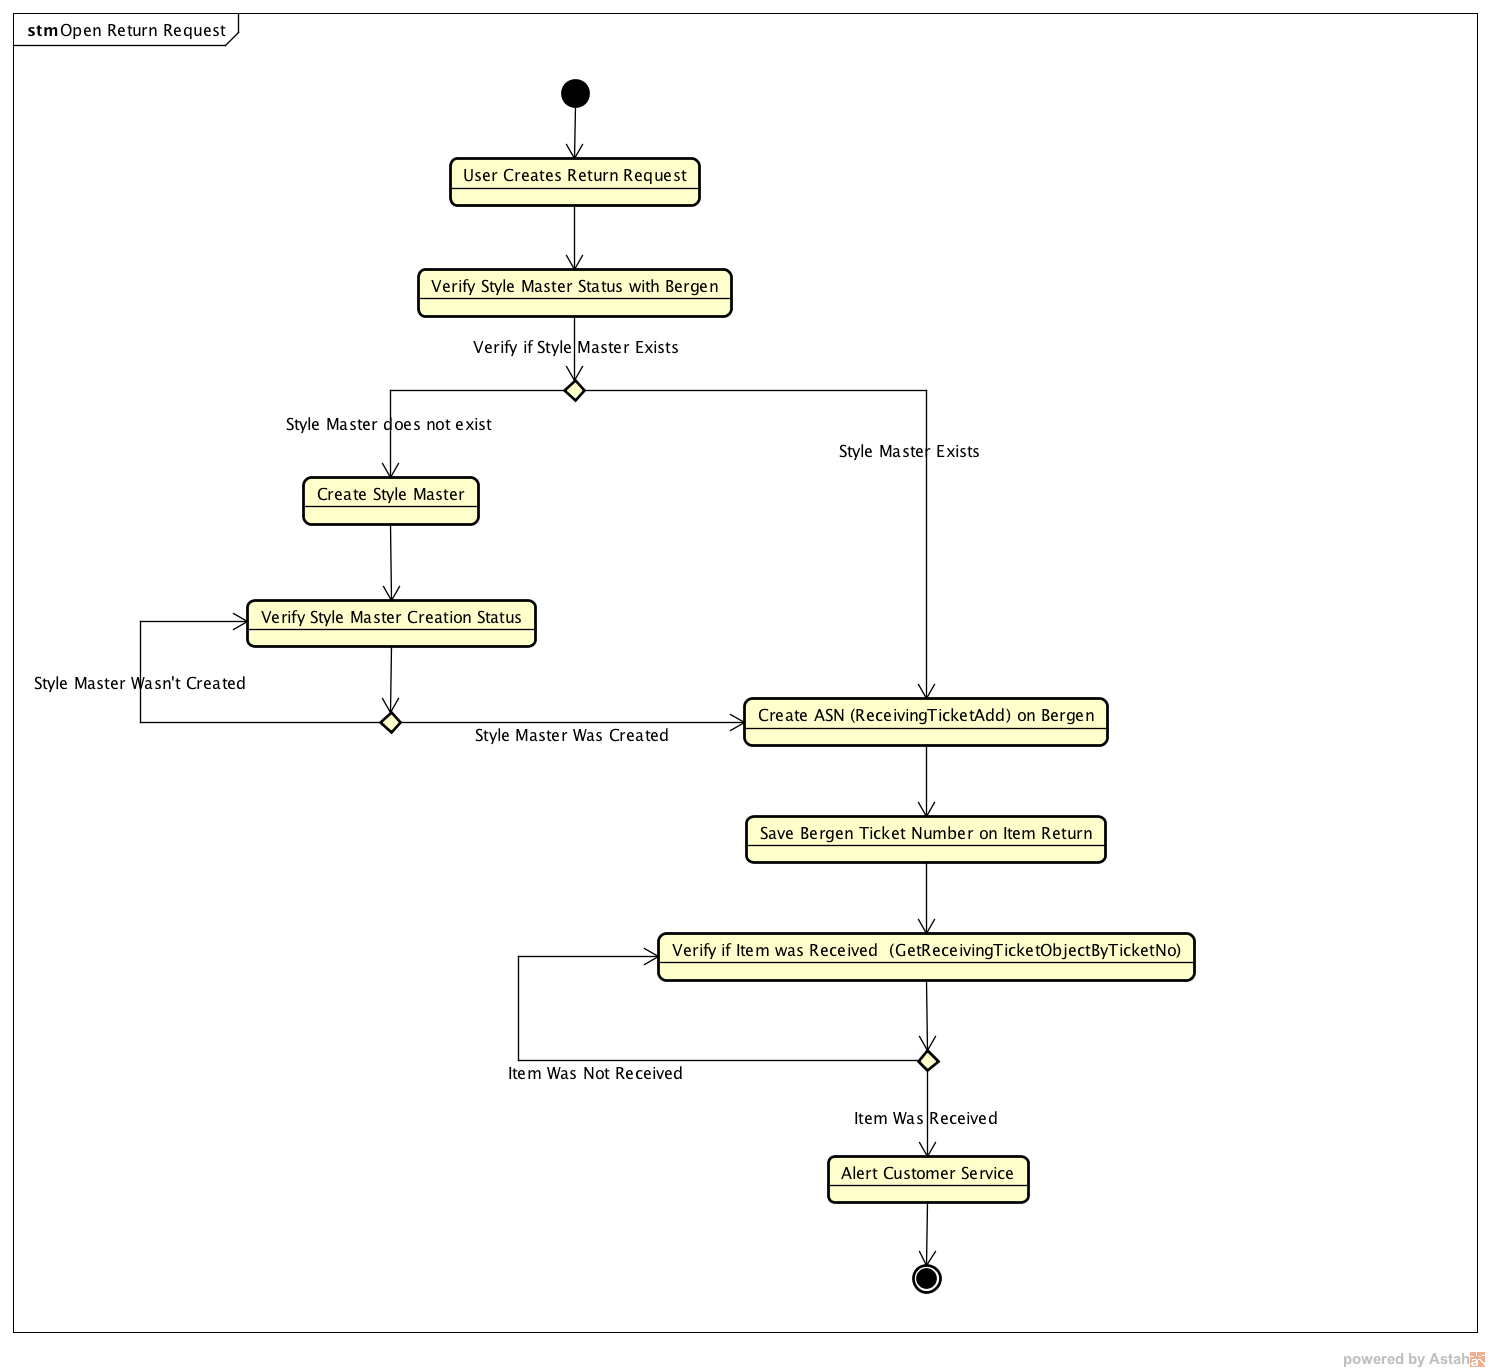 stm Open Return Request
User Creates Return Request
Verify Style Master Status with Bergen
Verify if Style Master Exists
Style Master does not exist
Style Master Exists
Create Style Master
Verify Style Master Creation Status
Style Master Wasn't Created
Create ASN (ReceivingTicketAdd) on Bergen
Style Master Was Created
Save Bergen Ticket Number on Item Return
Verify if Item was Received (GetReceivingTicketObjectByTicketNo)
Item Was Not Received
Item Was Received
Alert Customer Service
powered by Astah